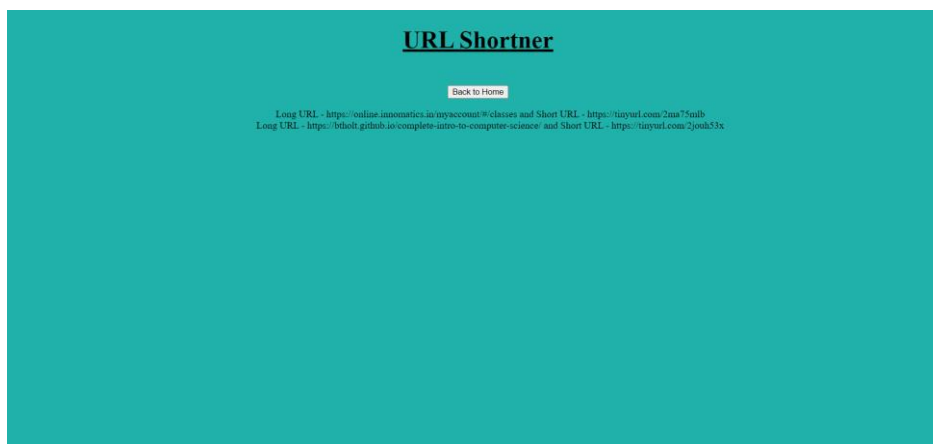 URL Shortner
Back to Home
Long URL - https://online.innomatics.in/myaccount/#/classes and Short URL - https://tinyurl.com/2ma75mlb
Long URL - https://btholt.github.io/complete-intro-to-computer-science/ and Short URL - https://tinyurl.com/2jouh53x